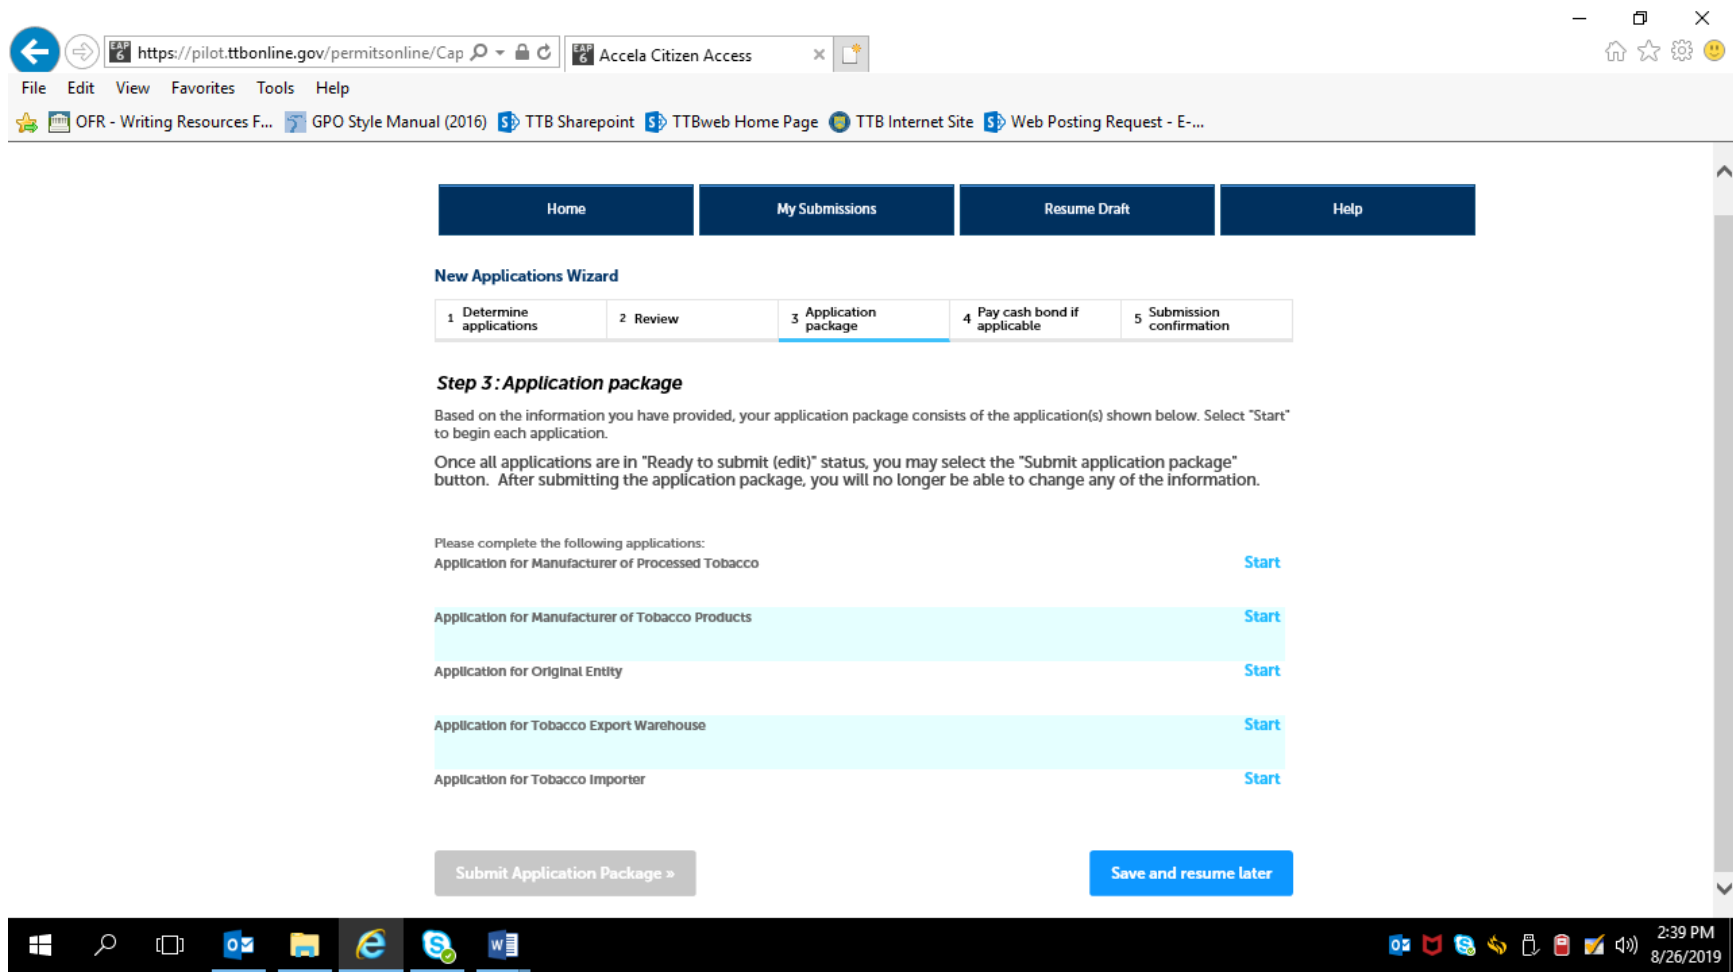 https://pilot.ttbonline.gov/permitsonline/Cap
Accela Citizen Access
File Edit View Favorites Tools Help
OFR - Writing Resources F... GPO Style Manual (2016) TTB Sharepoint TTBweb Home Page TTB Internet Site Web Posting Request - E-...
Home My Submissions Resume Draft Help
New Applications Wizard
1 Determine applications
2 Review
3 Application package
4 Pay cash bond if applicable
5 Submission confirmation
Step 3: Application package
Based on the information you have provided, your application package consists of the application(s) shown below. Select "Start"
to begin each application.
Once all applications are in "Ready to submit (edit)" status, you may select the "Submit application package"
button. After submitting the application package, you will no longer be able to change any of the information.
Please complete the following applications:
Application for Manufacturer of Processed Tobacco Start
Application for Manufacturer of Tobacco Products Start
Application for Original Entity Start
Application for Tobacco Export Warehouse Start
Application for Tobacco Importer Start
Submit Application Package » Save and resume later
2:39 PM
8/26/2019